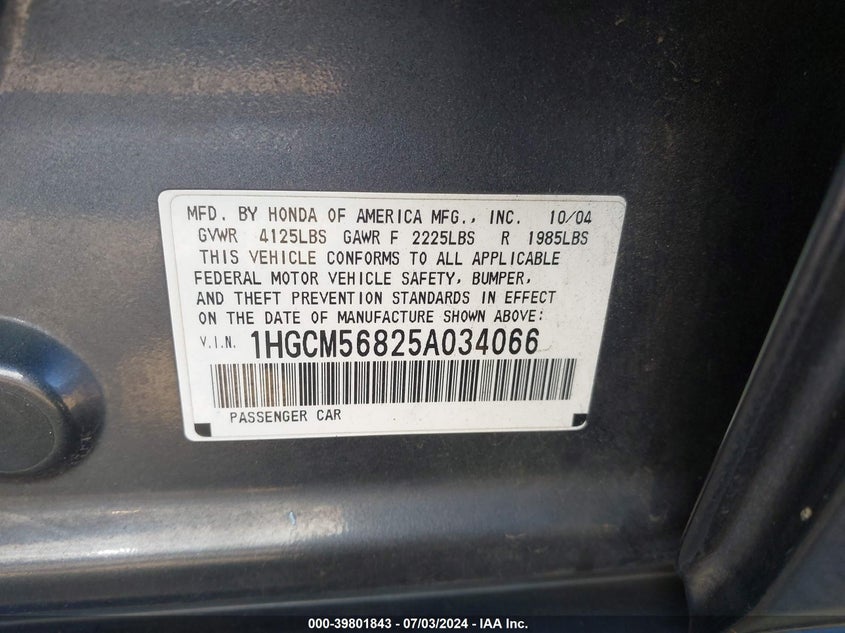 MFD. BY HONDA OF AMERICA MFG., INC. 10/04
GVWR 4125LBS GAWR F 2225LBS R 1985LBS
THIS VEHICLE CONFORMS TO ALL APPLICABLE
FEDERAL MOTOR VEHICLE SAFETY, BUMPER,
AND THEFT PREVENTION STANDARDS IN EFFECT
ON THE DATE OF MANUFACTURE SHOWN ABOVE:
V.I.N. 1HGCM56825A034066
PASSENGER CAR
000-39801843 / 07/03/2024 - IAA Inc.